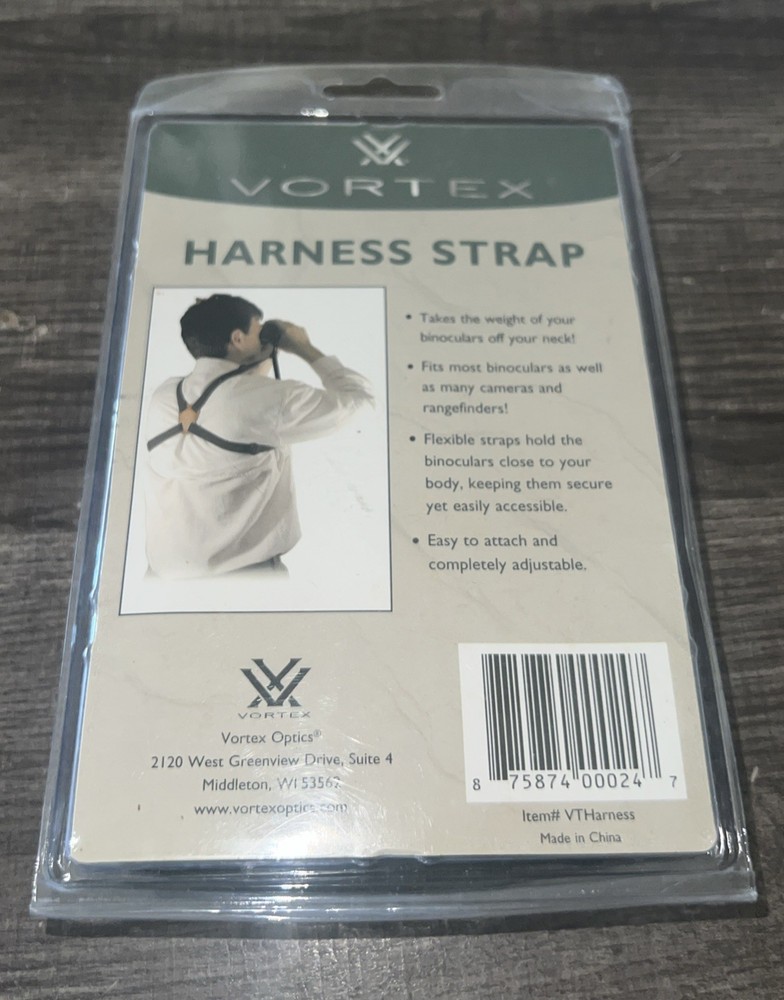 VORTEX
HARNESS STRAP
• Takes the weight of your
binoculars off your neck!
• Fits most binoculars as well
as many cameras and
rangefinders!
• Flexible straps hold the
binoculars close to your
body, keeping them secure
yet easily accessible.
• Easy to attach and
completely adjustable.
VORTEX
Vortex Optics®
2120 West Greenview Drive, Suite 4
Middleton, WI 53567
www.vortexoptics.com
8 75874 00024 7
Item# VTHarness
Made in China